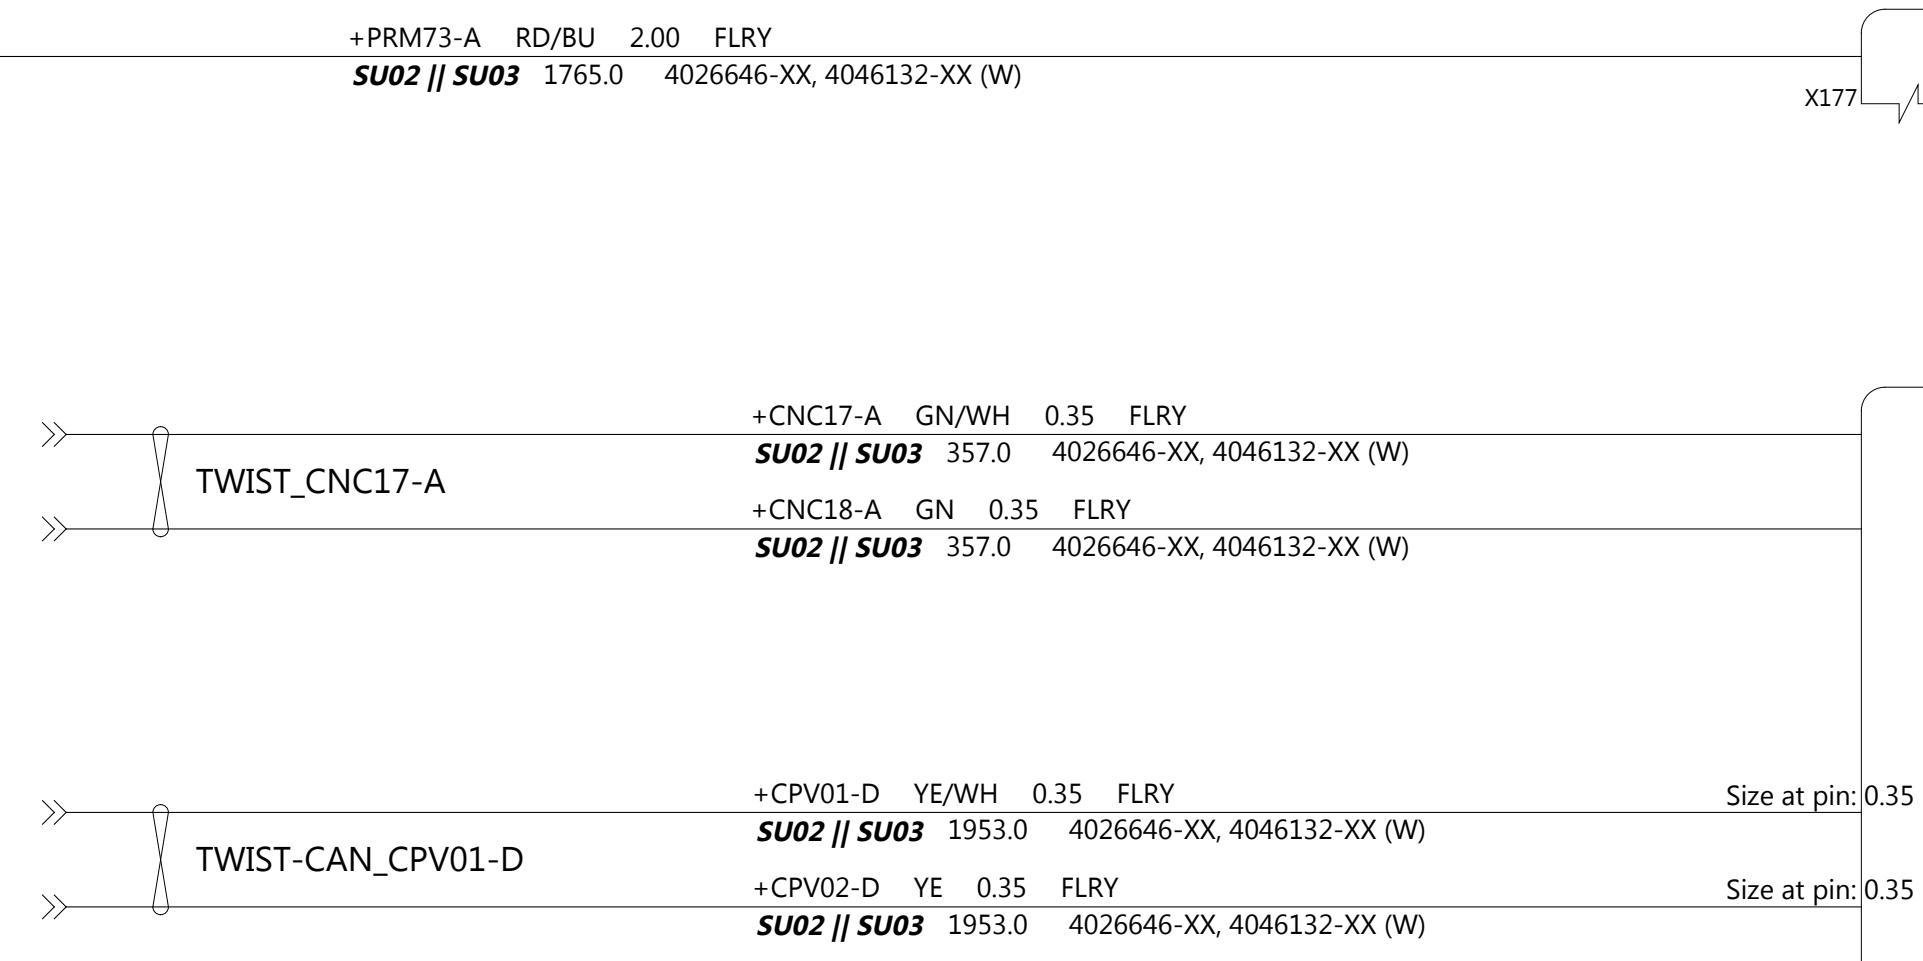 +PRM73-A RD/BU 2.00 FLRY
SU02 || SU03 1765.0 4026646-XX, 4046132-XX (W)
X177
+CNC17-A GN/WH 0.35 FLRY
SU02 || SU03 357.0 4026646-XX, 4046132-XX (W)
TWIST_CNC17-A
+CNC18-A GN 0.35 FLRY
SU02 || SU03 357.0 4026646-XX, 4046132-XX (W)
+CPV01-D YE/WH 0.35 FLRY Size at pin: 0.35
SU02 || SU03 1953.0 4026646-XX, 4046132-XX (W)
TWIST-CAN_CPV01-D
+CPV02-D YE 0.35 FLRY Size at pin: 0.35
SU02 || SU03 1953.0 4026646-XX, 4046132-XX (W)